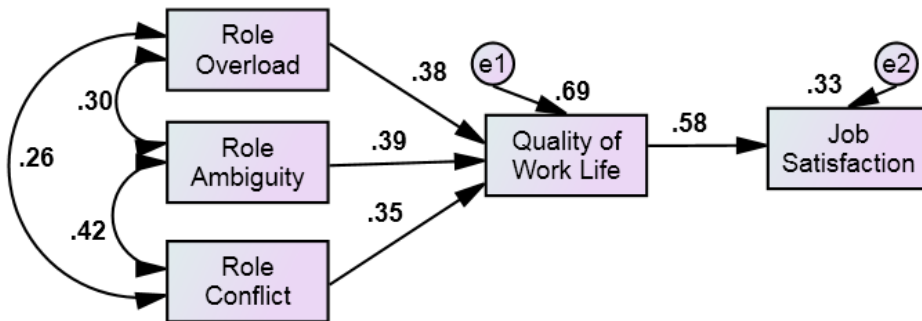 Role
Overload
.38
e1
.69
.33
e2
.30
.26
Role
Ambiguity
.39
Quality of
Work Life
.58
Job
Satisfaction
.42
.35
Role
Conflict